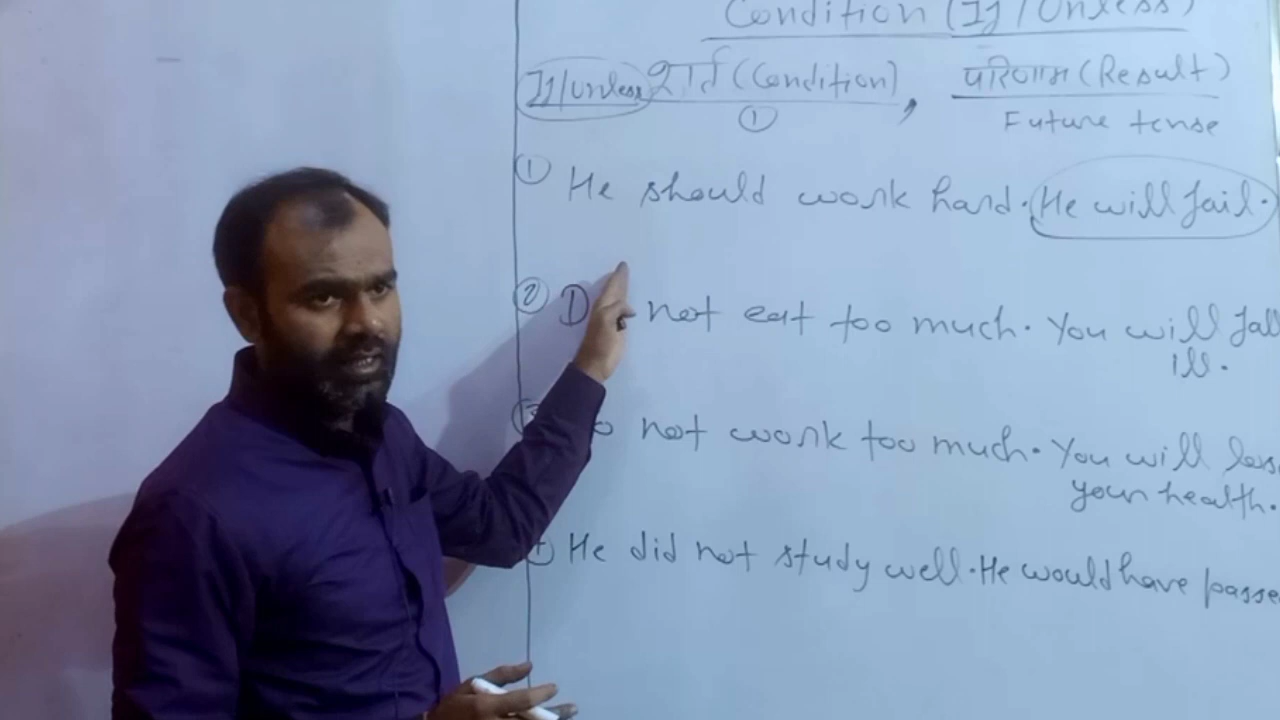 Condition (If/Unless)
If/Unless शर्त (Condition), परिणाम (Result)
① Future tense
① He should work hard. He will fail.
② D not eat too much. You will fall
ill.
o not work too much. You will lose
your health.
He did not study well. He would have passe